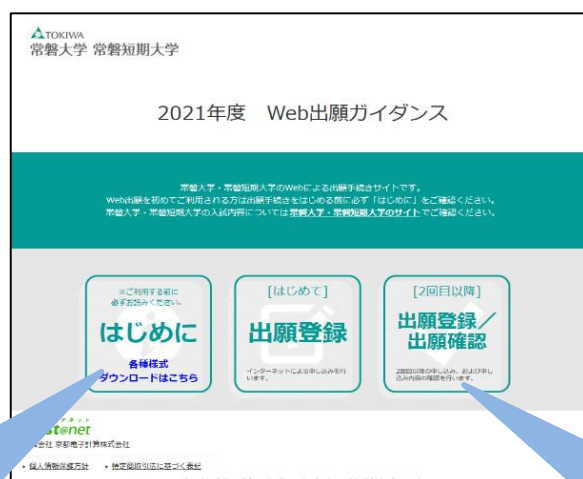 TOKIWA
常磐大学 常磐短期大学
2021年度 Web出願ガイダンス
常磐大学・常磐短期大学のWebによる出願手続きサイトです。
Web出願を初めてご利用される方は出願手続きをはじめる前に必ず「はじめに」をご確認ください。
常磐大学・常磐短期大学の入試内容については常磐大学・常磐短期大学のサイトでご確認ください。
※ご利用する前に
必ずお読みください。
はじめに
各種様式
ダウンロードはこちら
[はじめて]
出願登録
インターネットによる申し込みを行
います。
[2回目以降]
出願登録／
出願確認
2回目以降の申し込み、および申し
込み内容の確認を行います。
t@net
会社 京都電子計算株式会社
個人情報保護方針
特定商取引法に基づく表記